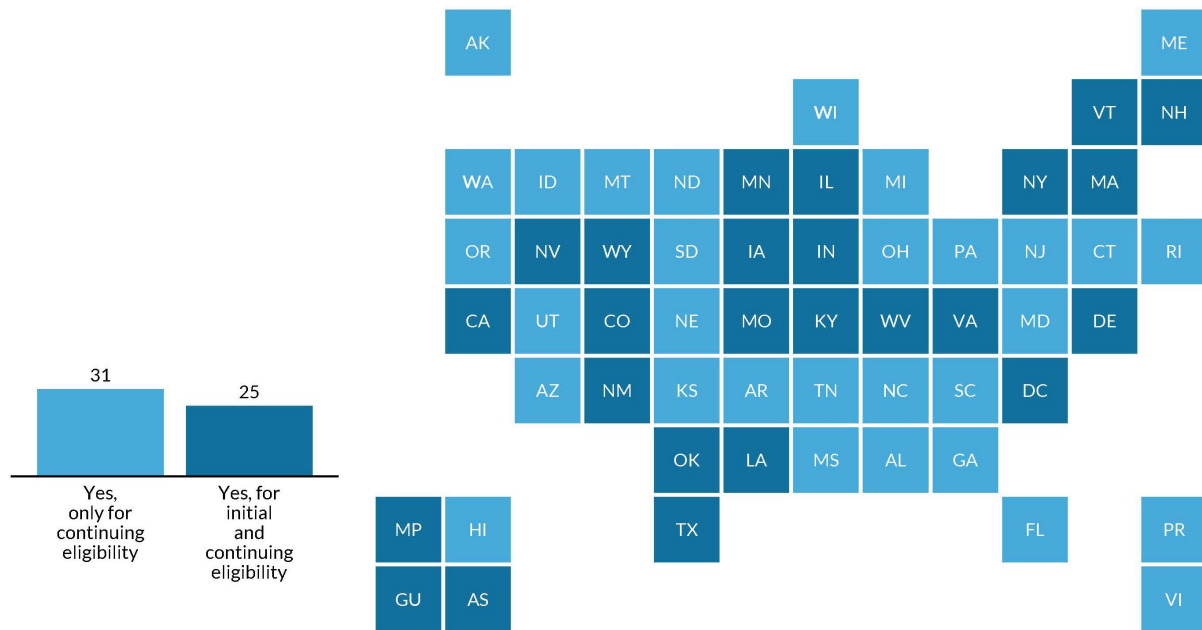 AK
ME
WI
VT
NH
WA
ID
MT
ND
MN
IL
MI
NY
MA
OR
NV
WY
SD
IA
IN
OH
PA
NJ
CT
RI
CA
UT
CO
NE
MO
KY
WV
VA
MD
DE
AZ
NM
KS
AR
TN
NC
SC
DC
OK
LA
MS
AL
GA
MP
HI
TX
FL
PR
GU
AS
VI
31
25
Yes,
only for
continuing
eligibility
Yes, for
initial
and
continuing
eligibility